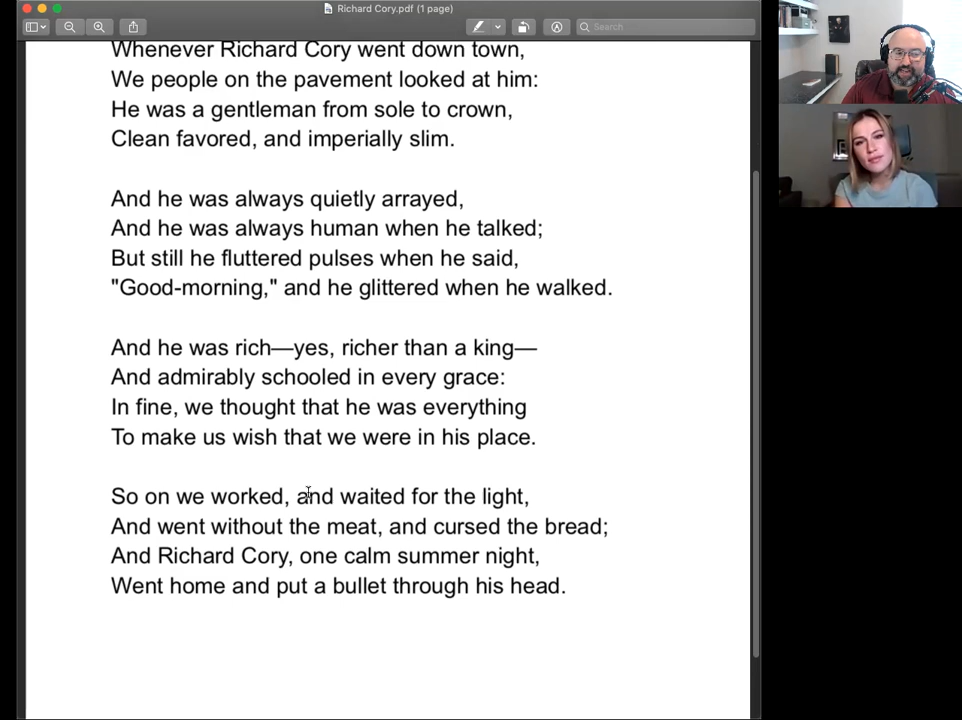 Richard Cory.pdf (1 page)
Search
Whenever Richard Cory went down town,
We people on the pavement looked at him:
He was a gentleman from sole to crown,
Clean favored, and imperially slim.
And he was always quietly arrayed,
And he was always human when he talked;
But still he fluttered pulses when he said,
"Good-morning," and he glittered when he walked.
And he was rich—yes, richer than a king—
And admirably schooled in every grace:
In fine, we thought that he was everything
To make us wish that we were in his place.
So on we worked, and waited for the light,
And went without the meat, and cursed the bread;
And Richard Cory, one calm summer night,
Went home and put a bullet through his head.